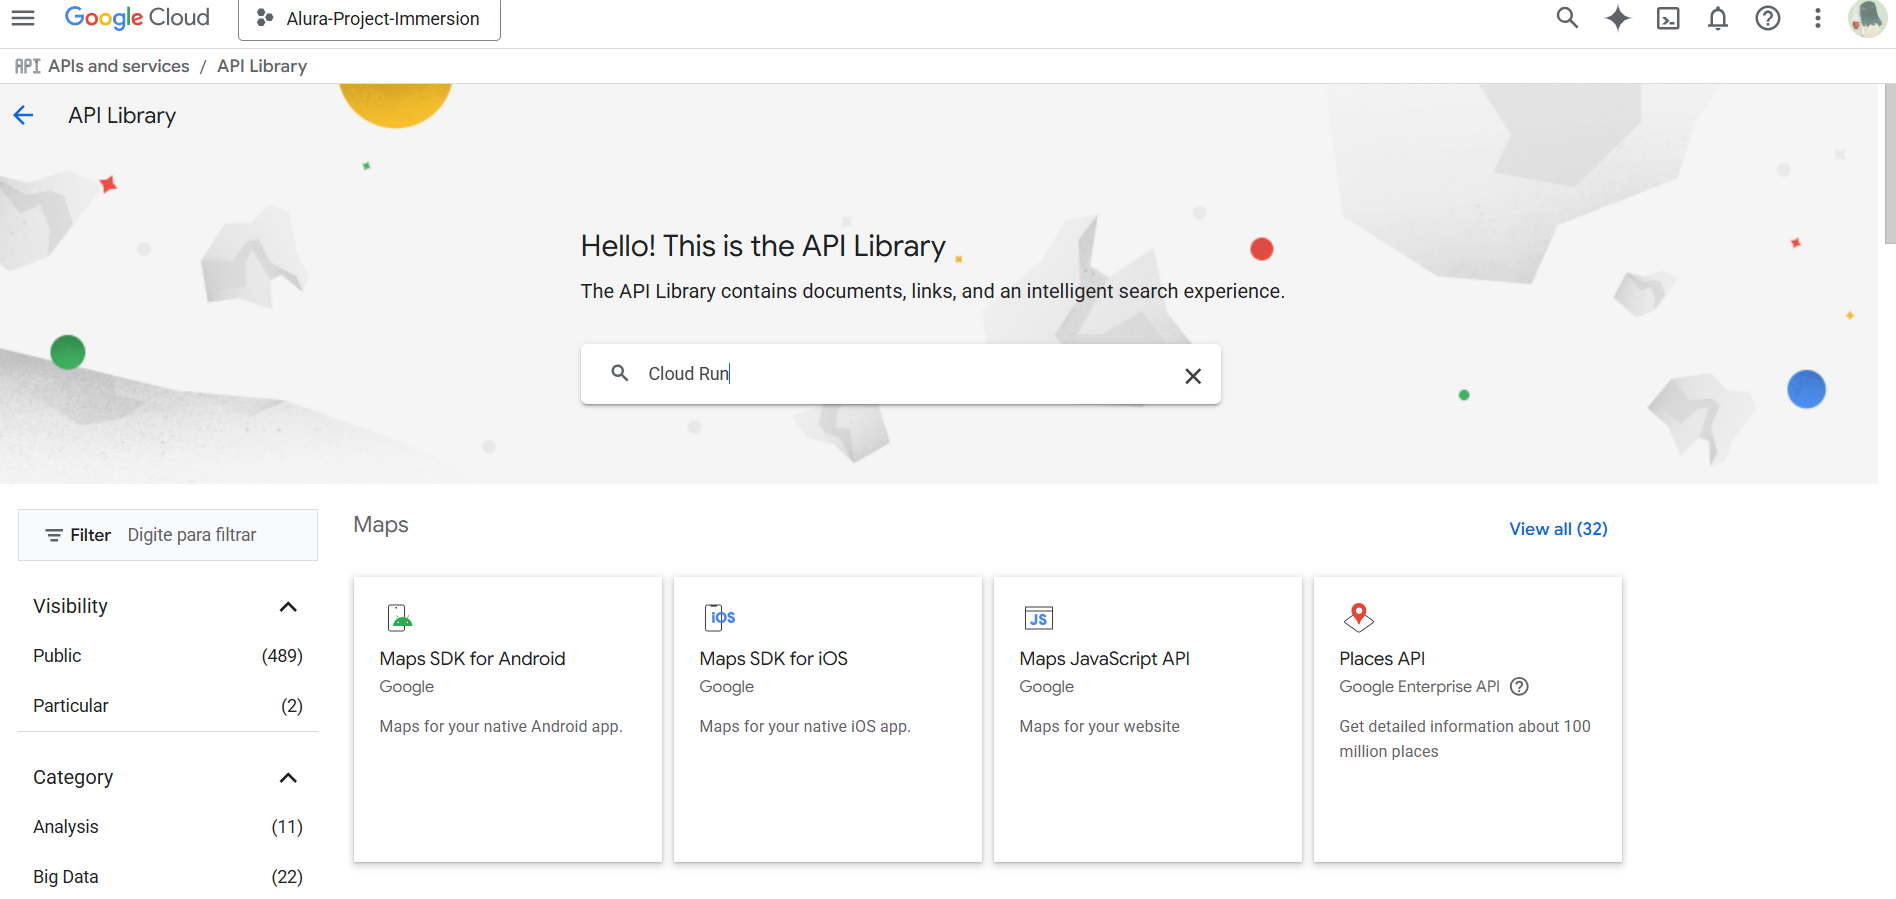 Google Cloud
Alura-Project-Immersion
API APIs and services / API Library
API Library
Hello! This is the API Library
The API Library contains documents, links, and an intelligent search experience.
Cloud Run
Filter Digite para filtrar
Visibility
Public (489)
Particular (2)
Category
Analysis (11)
Big Data (22)
Maps
View all (32)
Maps SDK for Android
Google
Maps for your native Android app.
iOS
Maps SDK for iOS
Google
Maps for your native iOS app.
JS
Maps JavaScript API
Google
Maps for your website
Places API
Google Enterprise API
Get detailed information about 100
million places